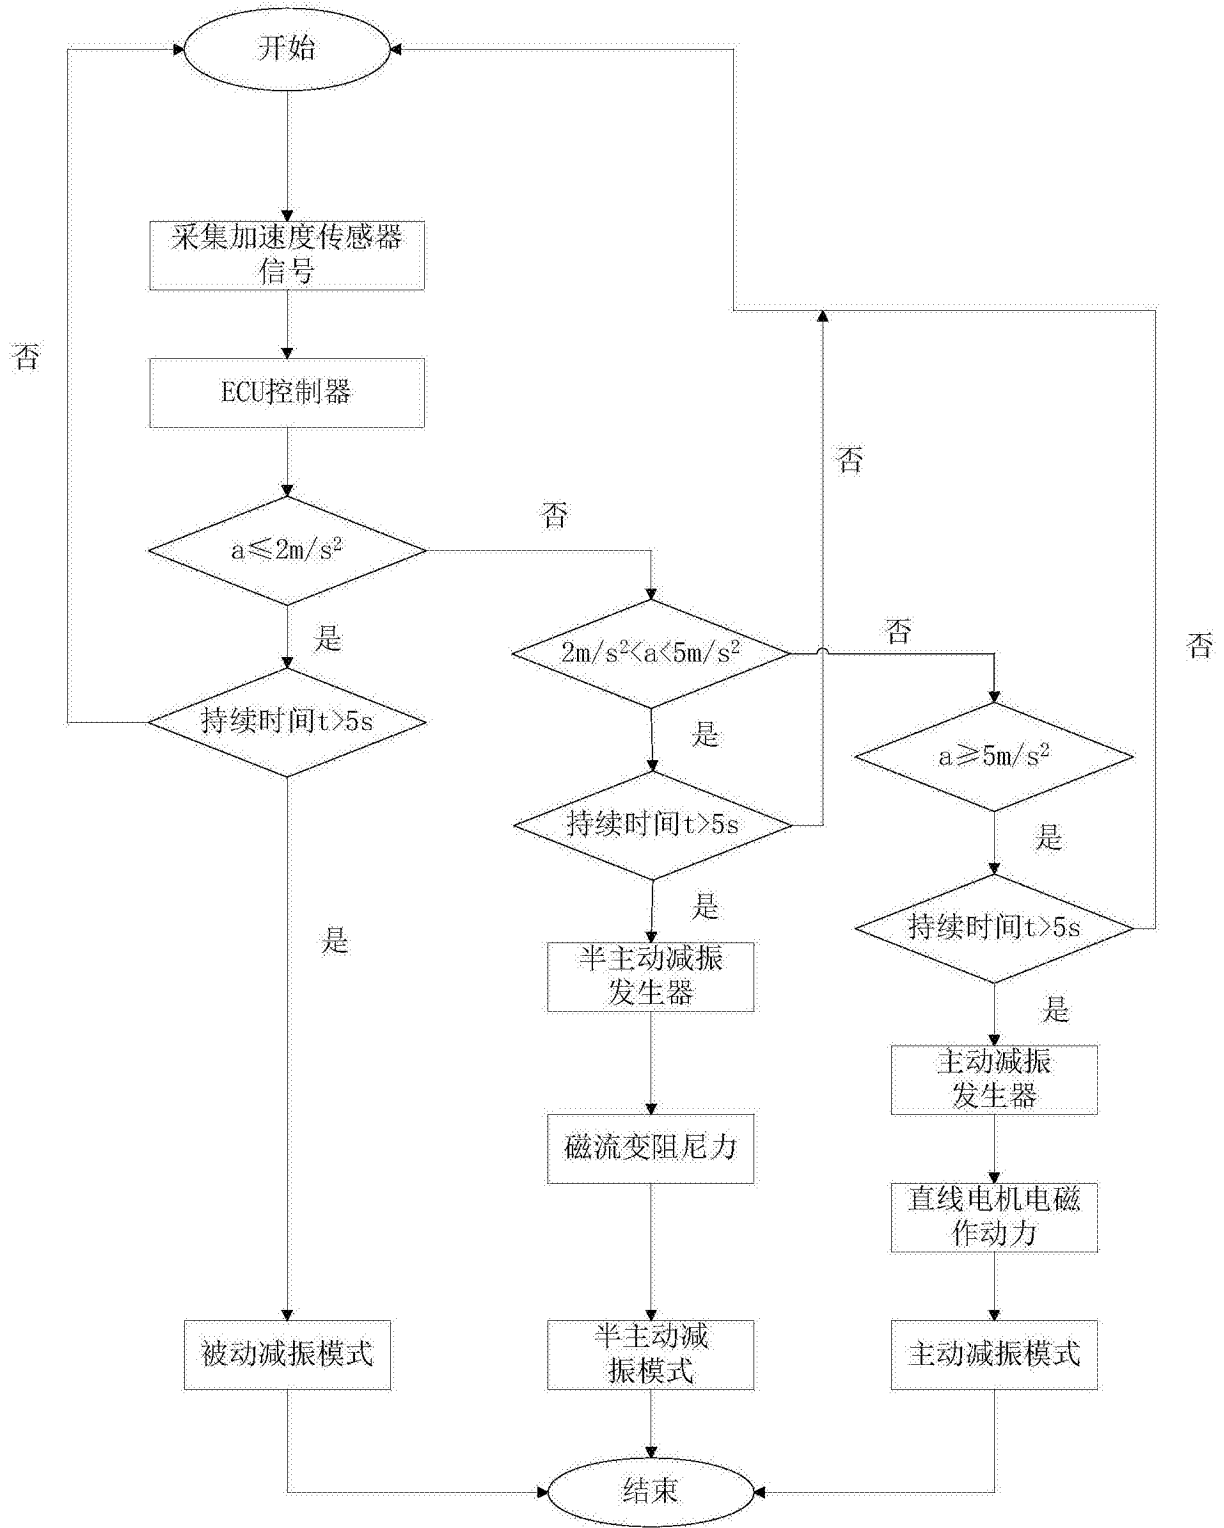 开始
采集加速度传感器
信号
否
ECU控制器
否
否
a≤2m/s²
是
2m/s²<a<5m/s²
否
否
持续时间t>5s
是
a≥5m/s²
持续时间t>5s
是
是
持续时间t>5s
是
半主动减振
发生器
是
主动减振
发生器
磁流变阻尼力
直线电机电磁
作动力
被动减振模式
半主动减
振模式
主动减振模式
结束